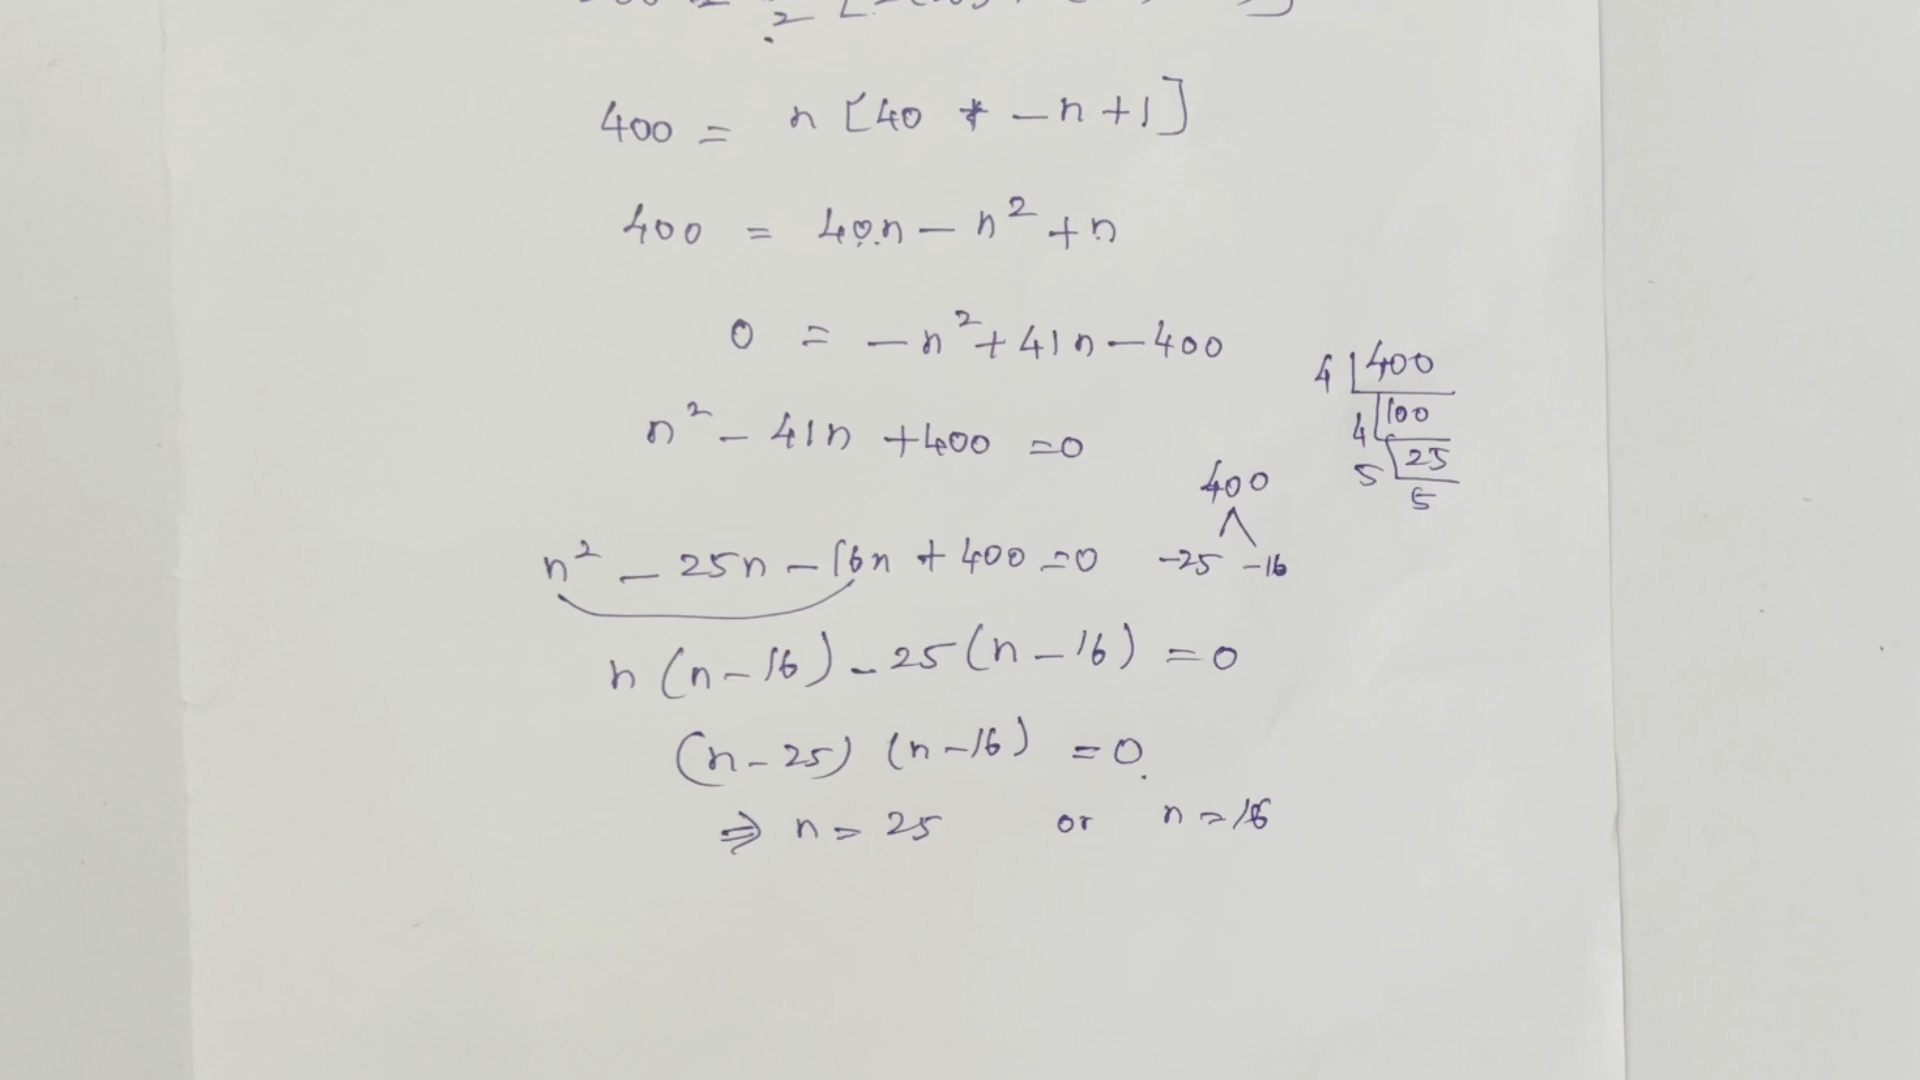 400 = n [40 + -n +1]
400 = 40n - n² + n
0 = -n² + 41n - 400
n² - 41n + 400 = 0
n² - 25n - 16n + 400 = 0
n (n - 16) - 25 (n - 16) = 0
(n - 25) (n - 16) = 0
⇒ n = 25 or n = 16
400
-25 -16
4 400
4 100
5 25
5